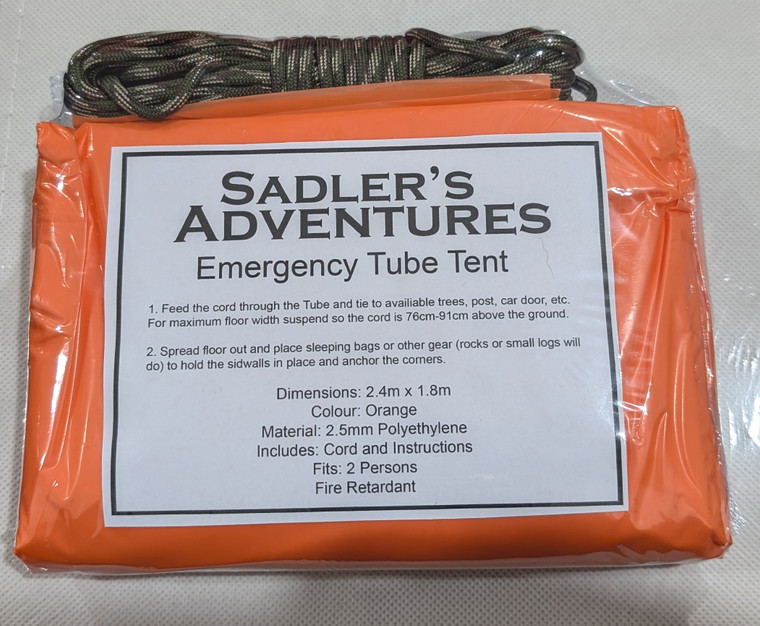 SADLER'S
ADVENTURES
Emergency Tube Tent
1. Feed the cord through the Tube and tie to availiable trees, post, car door, etc.
For maximum floor width suspend so the cord is 76cm-91cm above the ground.
2. Spread floor out and place sleeping bags or other gear (rocks or small logs will
do) to hold the sidwalls in place and anchor the corners.
Dimensions: 2.4m x 1.8m
Colour: Orange
Material: 2.5mm Polyethylene
Includes: Cord and Instructions
Fits: 2 Persons
Fire Retardant